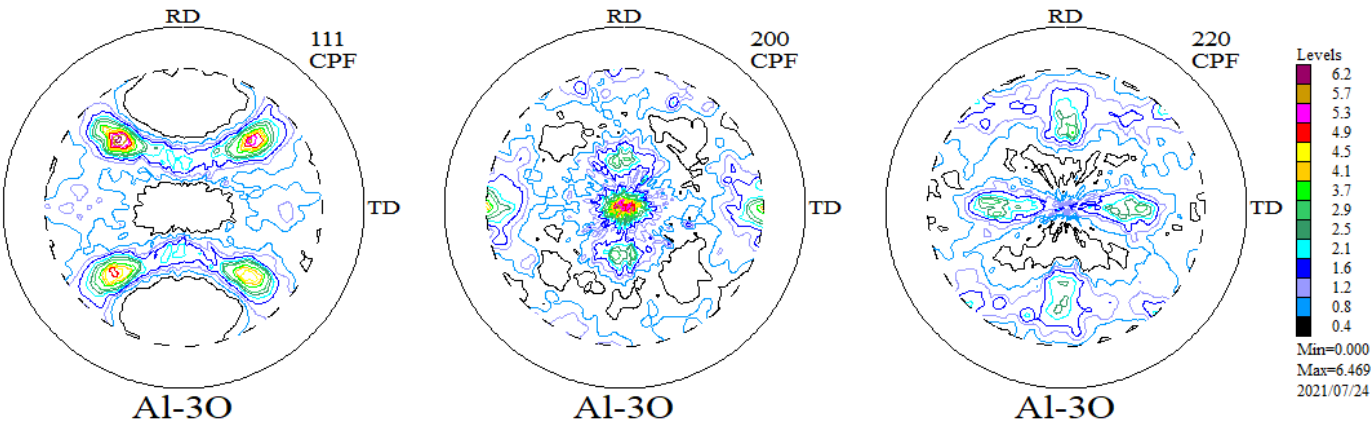 RD
111
CPF
TD
Al-3O
RD
200
CPF
TD
Al-3O
RD
220
CPF
TD
Al-3O
Levels
6.2
5.7
5.3
4.9
4.5
4.1
3.7
2.9
2.5
2.1
1.6
1.2
0.8
0.4
Min=0.000
Max=6.469
2021/07/24